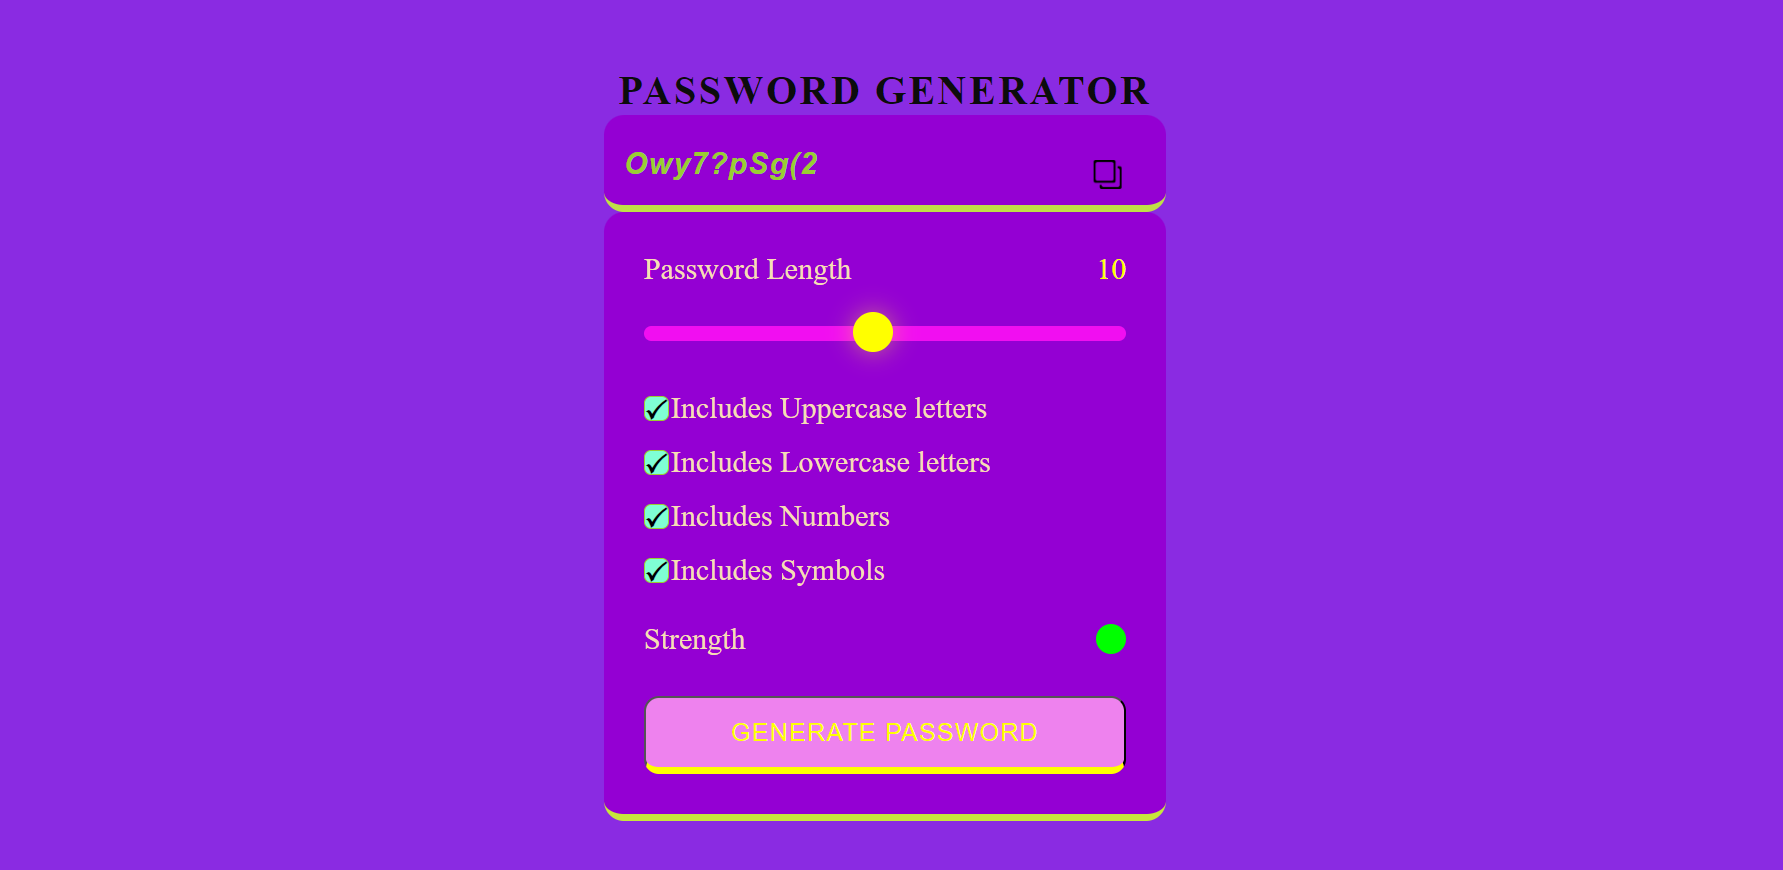 PASSWORD GENERATOR
Owy7?pSg(2
Password Length 10
Includes Uppercase letters
Includes Lowercase letters
Includes Numbers
Includes Symbols
Strength
GENERATE PASSWORD